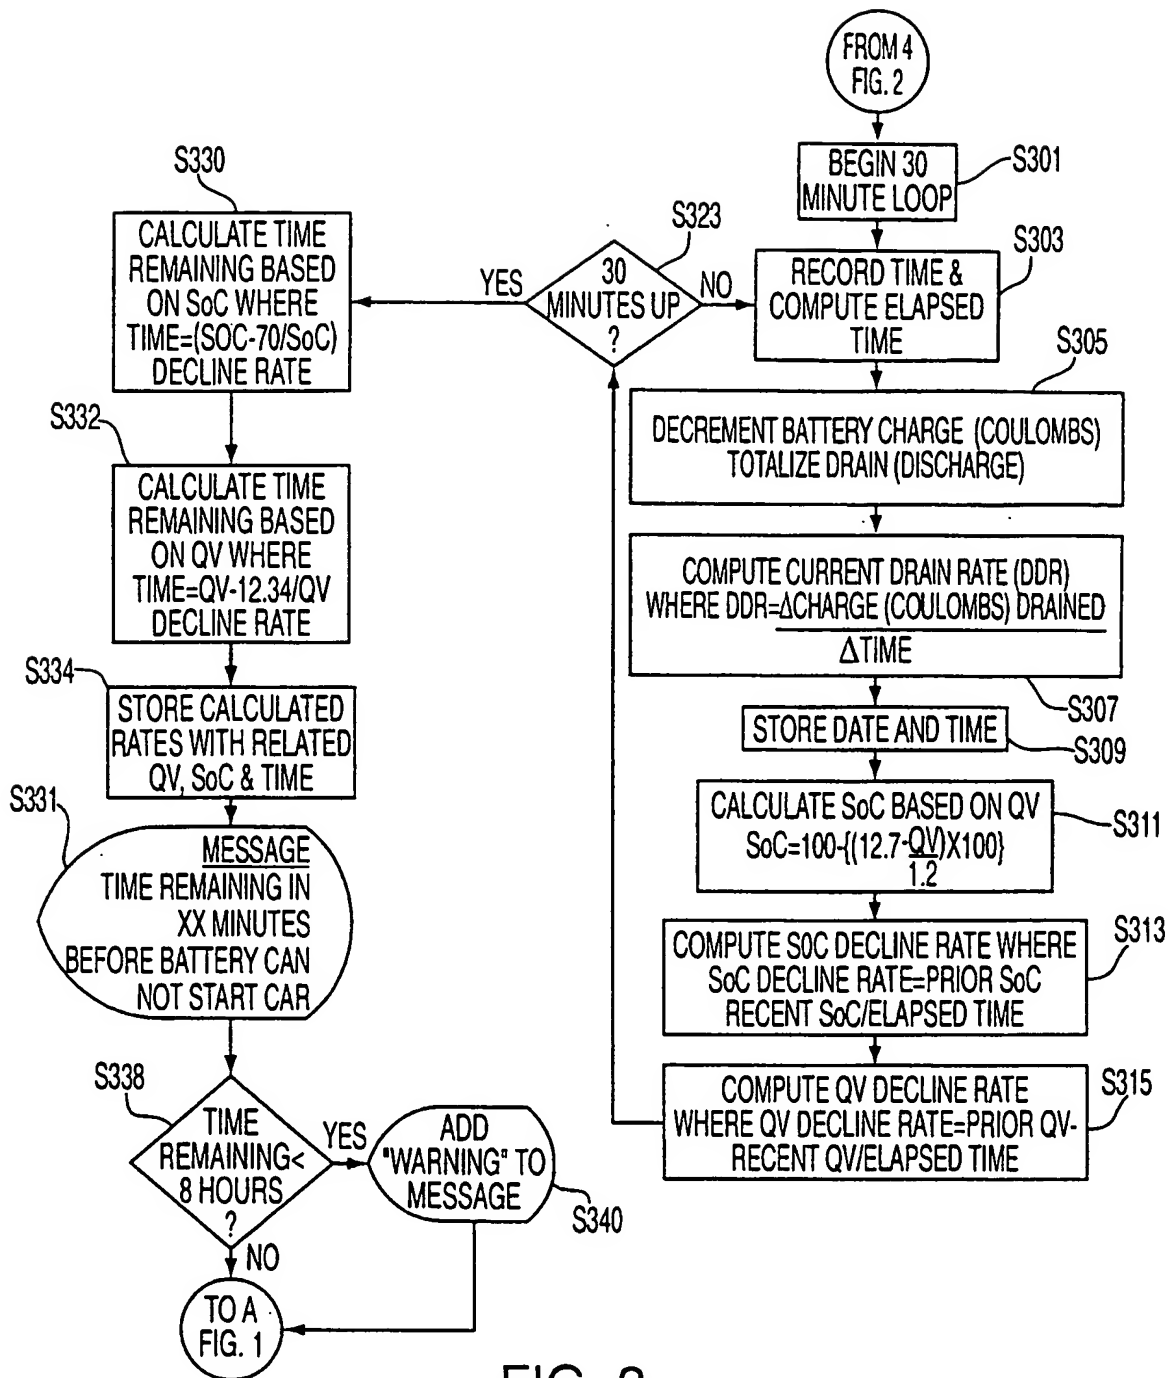 FROM 4
FIG. 2
BEGIN 30
MINUTE LOOP
S301
RECORD TIME &
COMPUTE ELAPSED
TIME
S303
DECREMENT BATTERY CHARGE (COULOMBS)
TOTALIZE DRAIN (DISCHARGE)
S305
COMPUTE CURRENT DRAIN RATE (DDR)
WHERE DDR=ΔCHARGE (COULOMBS) DRAINED
Δ TIME
S307
STORE DATE AND TIME
S309
CALCULATE SoC BASED ON QV
SoC=100-{(12.7-QV)X100}
1.2
S311
COMPUTE SOC DECLINE RATE WHERE
SoC DECLINE RATE=PRIOR SoC
RECENT SoC/ELAPSED TIME
S313
COMPUTE QV DECLINE RATE
WHERE QV DECLINE RATE=PRIOR QV-
RECENT QV/ELAPSED TIME
S315
S323
30
MINUTES UP
?
YES
NO
S330
CALCULATE TIME
REMAINING BASED
ON SoC WHERE
TIME=(SOC-70/SoC)
DECLINE RATE
S332
CALCULATE TIME
REMAINING BASED
ON QV WHERE
TIME=QV-12.34/QV
DECLINE RATE
S334
STORE CALCULATED
RATES WITH RELATED
QV, SoC & TIME
S331
MESSAGE
TIME REMAINING IN
XX MINUTES
BEFORE BATTERY CAN
NOT START CAR
S338
TIME
REMAINING<
8 HOURS
?
YES
NO
ADD
"WARNING" TO
MESSAGE
S340
TO A
FIG. 1